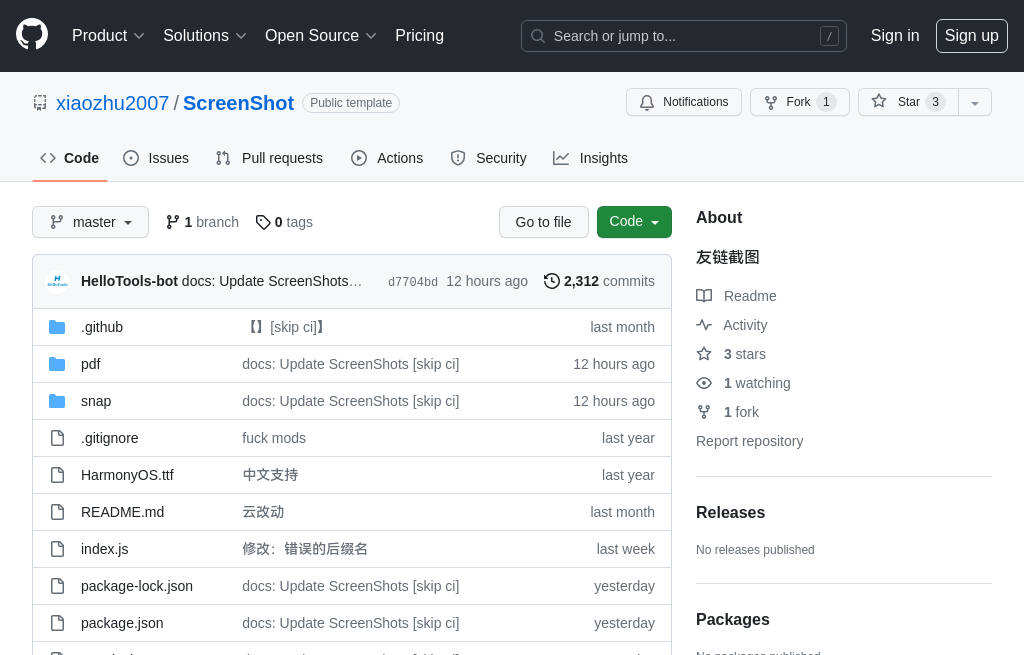 Product Solutions Open Source Pricing Search or jump to... / Sign in Sign up
xiaozhu2007 / ScreenShot Public template Notifications Fork 1 Star 3
Code Issues Pull requests Actions Security Insights
master 1 branch 0 tags Go to file Code
HelloTools-bot docs: Update ScreenShots… d7704bd 12 hours ago 2,312 commits
.github 【】[skip ci]】 last month
pdf docs: Update ScreenShots [skip ci] 12 hours ago
snap docs: Update ScreenShots [skip ci] 12 hours ago
.gitignore fuck mods last year
HarmonyOS.ttf 中文支持 last year
README.md 云改动 last month
index.js 修改：错误的后缀名 last week
package-lock.json docs: Update ScreenShots [skip ci] yesterday
package.json docs: Update ScreenShots [skip ci] yesterday
About
友链截图
Readme
Activity
3 stars
1 watching
1 fork
Report repository
Releases
No releases published
Packages
No packages published